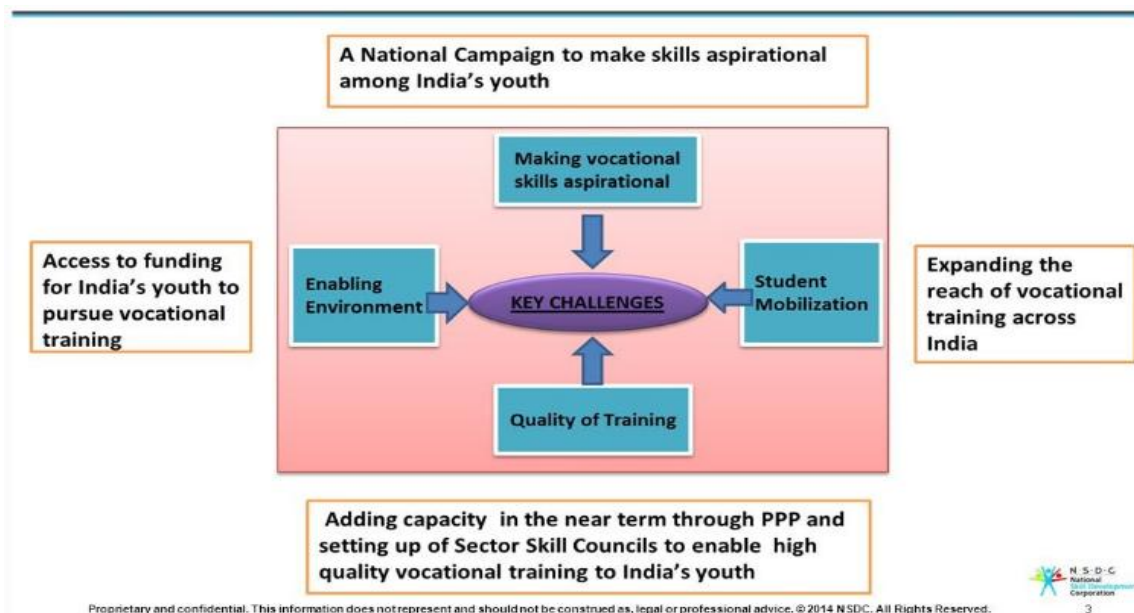 A National Campaign to make skills aspirational
among India's youth
Making vocational
skills aspirational
Access to funding
for India's youth to
pursue vocational
training
Enabling
Environment
KEY CHALLENGES
Student
Mobilization
Expanding the
reach of vocational
training across
India
Quality of Training
Adding capacity in the near term through PPP and
setting up of Sector Skill Councils to enable high
quality vocational training to India's youth
N·S·D·C
National
Skill Development
Corporation
Proprietary and confidential. This information does not represent and should not be construed as, legal or professional advice. © 2014 NSDC. All Rights Reserved.
3